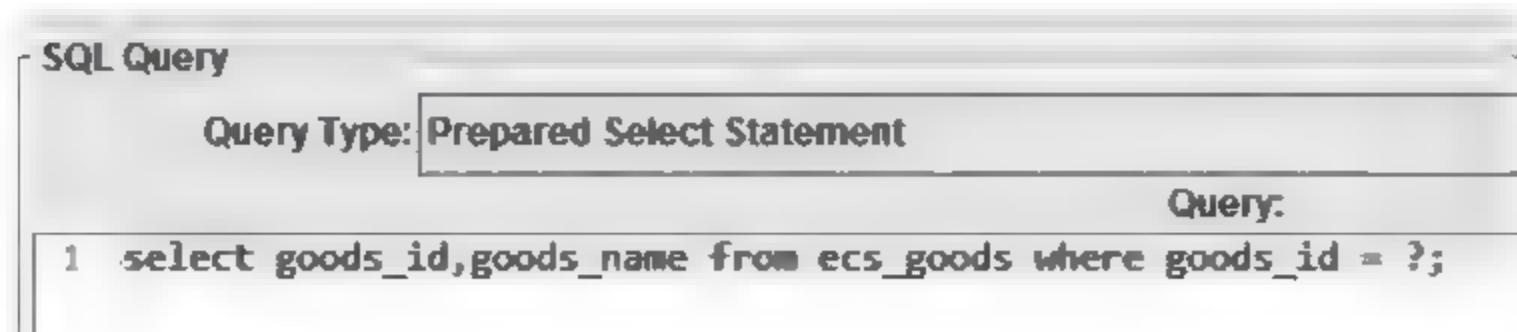 SQL Query
Query Type: Prepared Select Statement
Query:
1 select goods_id,goods_name from ecs_goods where goods_id = ?;